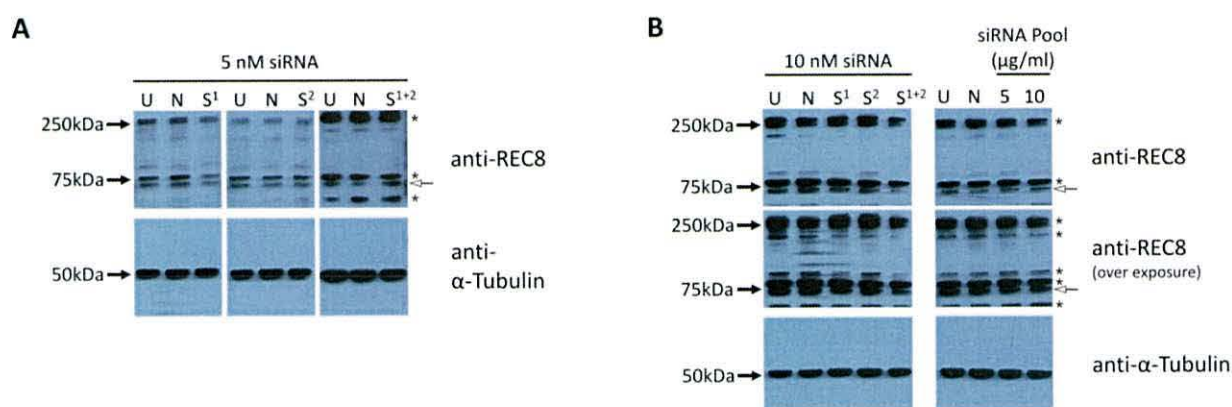 A
5 nM siRNA
U N S¹ U N S² U N S¹⁺²
250kDa
*
anti-REC8
75kDa
*
*
50kDa
anti-
α-Tubulin
B
10 nM siRNA
siRNA Pool
(µg/ml)
U N S¹ S² S¹⁺² U N 5 10
250kDa
*
anti-REC8
75kDa
*
250kDa
*
*
anti-REC8
(over exposure)
*
*
75kDa
*
50kDa
anti-α-Tubulin